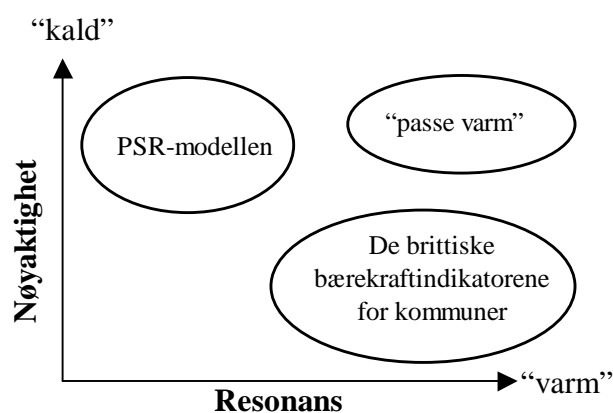 “kald”
PSR-modellen
“passe varm”
De brittiske
bærekraftindikatorene
for kommuner
Nøyaktighet
Resonans
“varm”